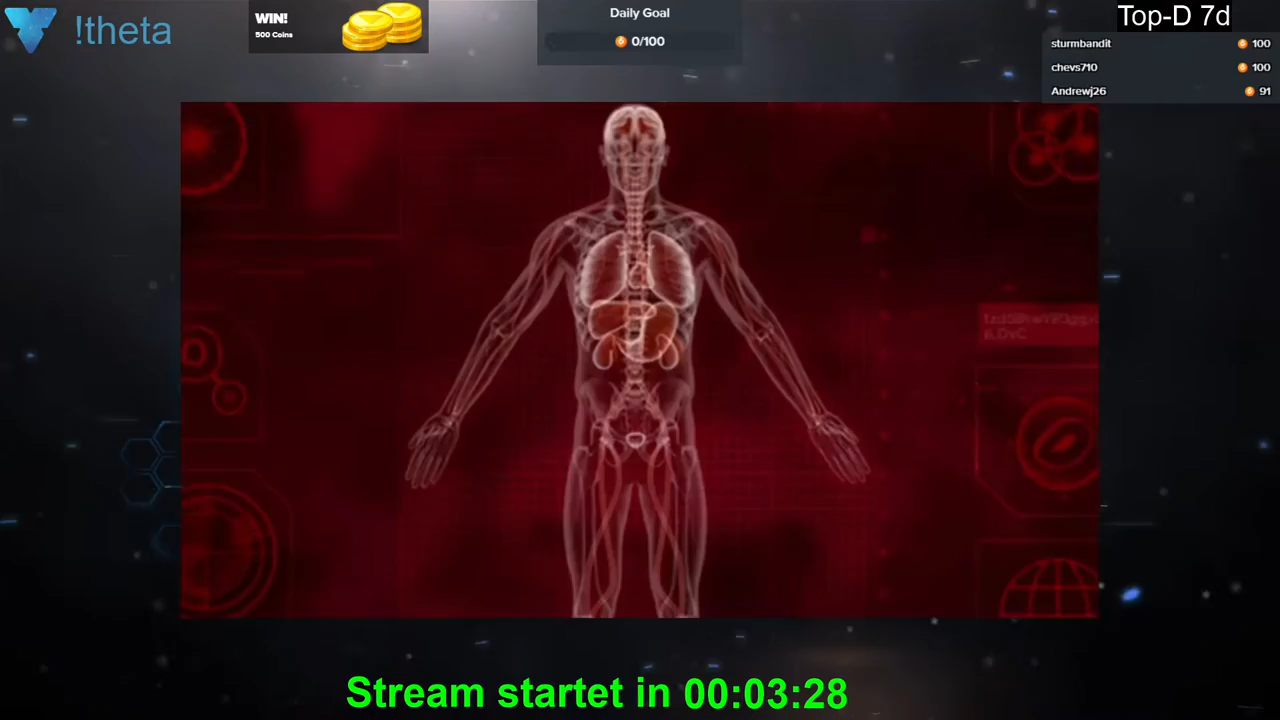 !theta
WIN!
500 Coins
Daily Goal
0/100
Top-D 7d
sturmbandit 100
chevs710 100
Andrewj26 91
Stream startet in 00:03:28